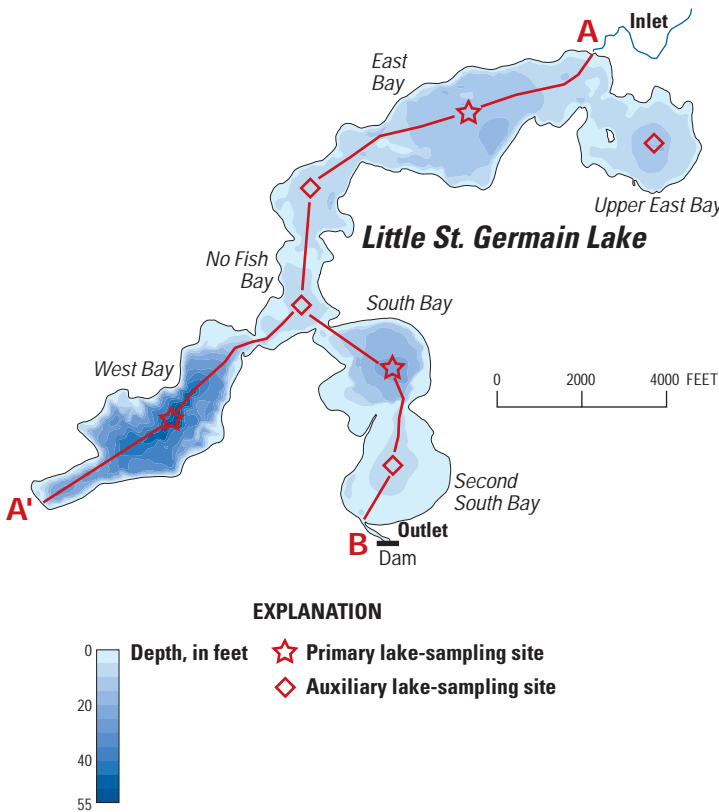 A
Inlet
East
Bay
Upper East Bay
Little St. Germain Lake
No Fish
Bay
South Bay
West Bay
0 2000 4000 FEET
A'
Second
South Bay
B
Outlet
Dam
EXPLANATION
0
Depth, in feet
20
40
55
Primary lake-sampling site
Auxiliary lake-sampling site